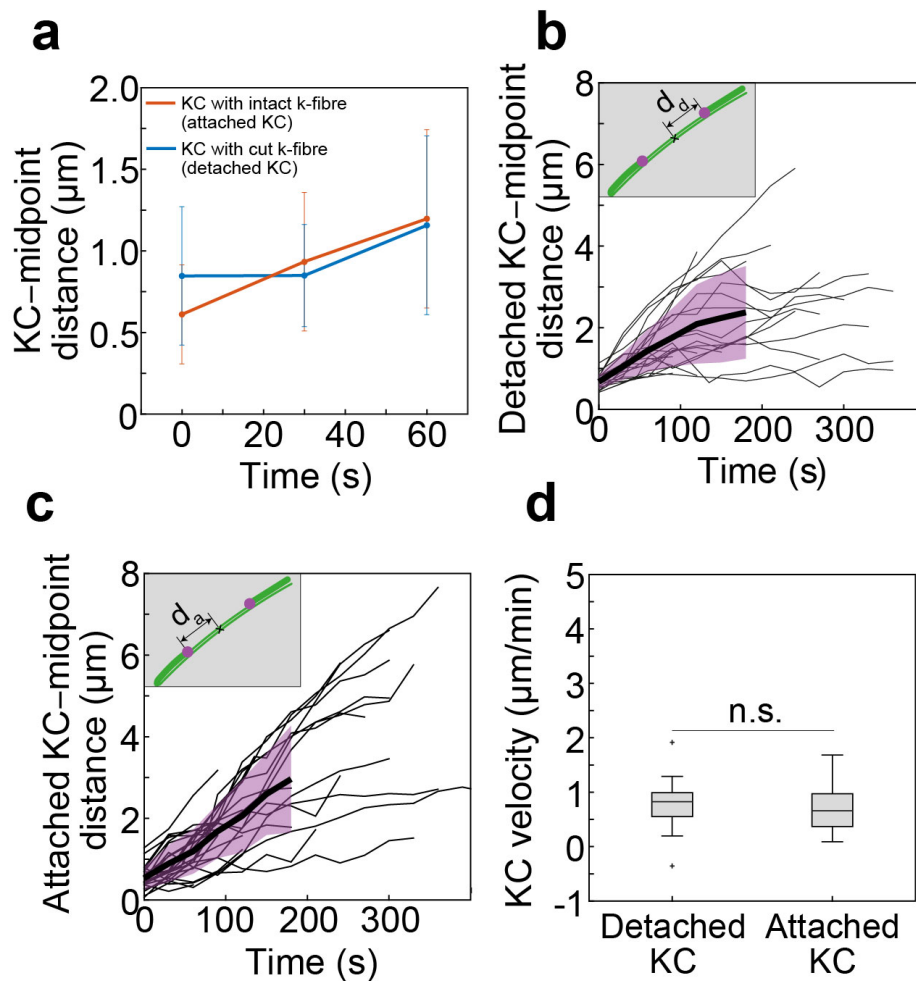 a
KC–midpoint
distance (μm)
2.0
1.5
1.0
0.5
0
KC with intact k-fibre
(attached KC)
KC with cut k-fibre
(detached KC)
0 20 40 60
Time (s)
b
Detached KC–midpoint
distance (μm)
8
6
4
2
0
d d
0 100 200 300
Time (s)
c
Attached KC–midpoint
distance (μm)
8
6
4
2
0
d a
0 100 200 300
Time (s)
d
KC velocity (μm/min)
5
4
3
2
1
0
-1
n.s.
Detached
KC
Attached
KC